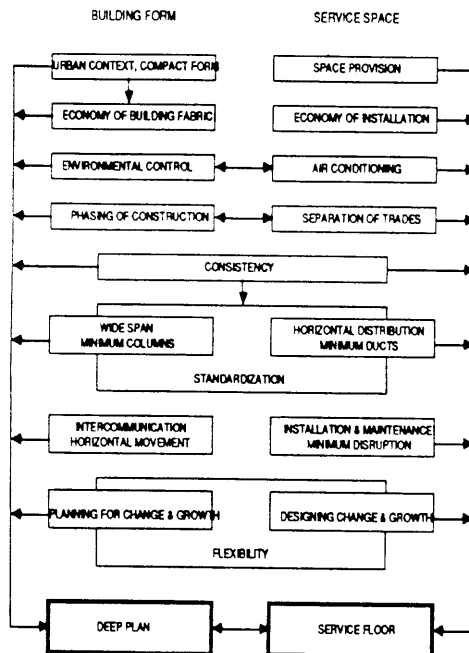 BUILDING FORM
SERVICE SPACE
URBAN CONTEXT, COMPACT FORM
SPACE PROVISION
ECONOMY OF BUILDING FABRIC
ECONOMY OF INSTALLATION
ENVIRONMENTAL CONTROL
AIR CONDITIONING
PHASING OF CONSTRUCTION
SEPARATION OF TRADES
CONSISTENCY
WIDE SPAN
MINIMUM COLUMNS
HORIZONTAL DISTRIBUTION
MINIMUM DUCTS
STANDARDIZATION
INTERCOMMUNICATION
HORIZONTAL MOVEMENT
INSTALLATION & MAINTENANCE
MINIMUM DISRUPTION
PLANNING FOR CHANGE & GROWTH
DESIGNING CHANGE & GROWTH
FLEXIBILITY
DEEP PLAN
SERVICE FLOOR